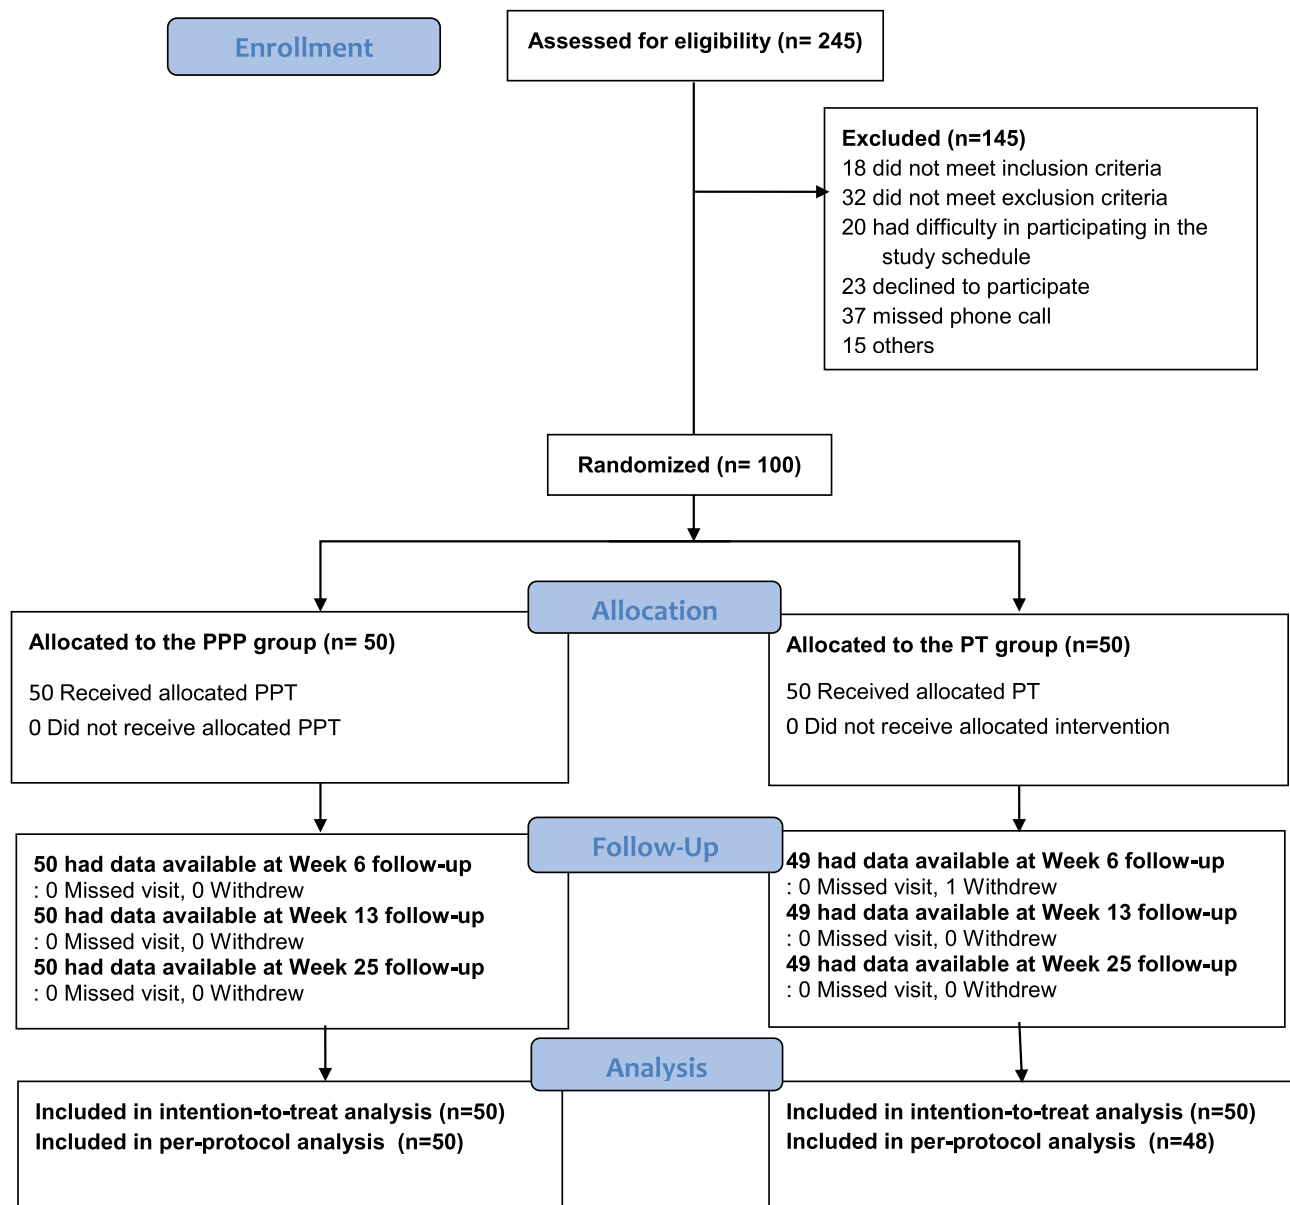 Enrollment
Assessed for eligibility (n= 245)
Excluded (n=145)
18 did not meet inclusion criteria
32 did not meet exclusion criteria
20 had difficulty in participating in the
study schedule
23 declined to participate
37 missed phone call
15 others
Randomized (n= 100)
Allocation
Allocated to the PPP group (n= 50)
50 Received allocated PPT
0 Did not receive allocated PPT
Allocated to the PT group (n=50)
50 Received allocated PT
0 Did not receive allocated intervention
Follow-Up
50 had data available at Week 6 follow-up
: 0 Missed visit, 0 Withdrew
50 had data available at Week 13 follow-up
: 0 Missed visit, 0 Withdrew
50 had data available at Week 25 follow-up
: 0 Missed visit, 0 Withdrew
49 had data available at Week 6 follow-up
: 0 Missed visit, 1 Withdrew
49 had data available at Week 13 follow-up
: 0 Missed visit, 0 Withdrew
49 had data available at Week 25 follow-up
: 0 Missed visit, 0 Withdrew
Analysis
Included in intention-to-treat analysis (n=50)
Included in per-protocol analysis  (n=50)
Included in intention-to-treat analysis (n=50)
Included in per-protocol analysis  (n=48)